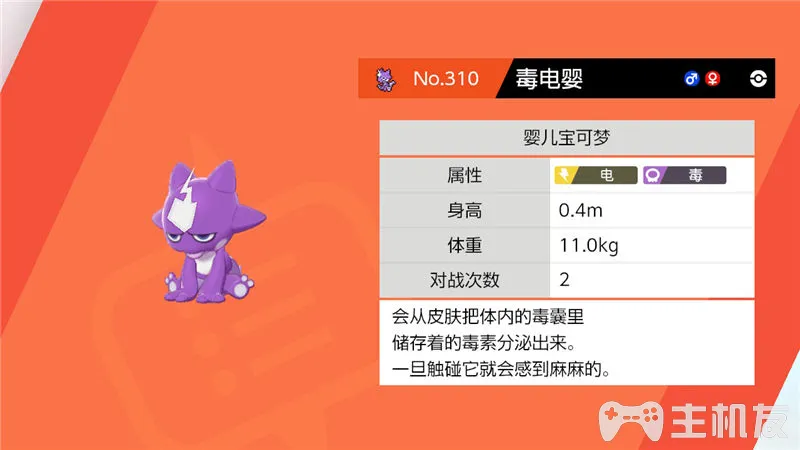 No.310 毒电婴
婴儿宝可梦
属性 电 毒
身高 0.4m
体重 11.0kg
对战次数 2
会从皮肤把体内的毒囊里
储存着的毒素分泌出来。
一旦触碰它就会感到麻麻的。
主机友